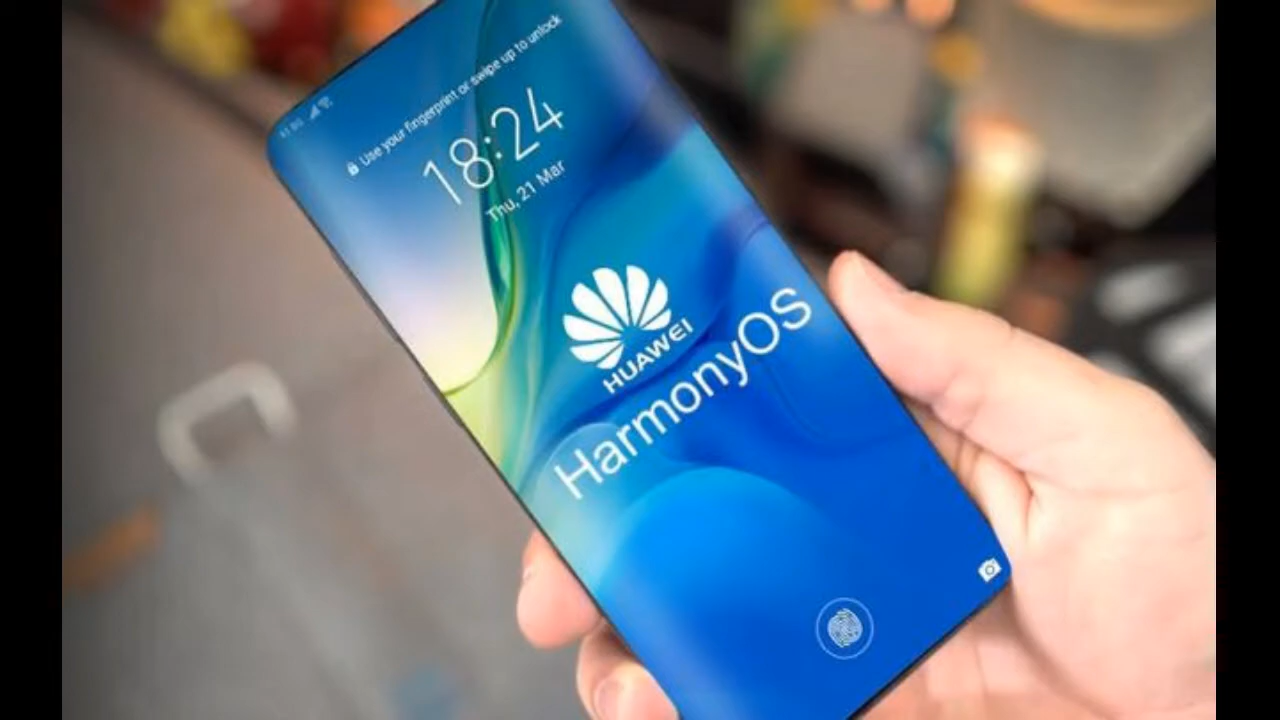 Use your fingerprint or swipe up to unlock
18:24
Thu, 21 Mar
HUAWEI
HarmonyOS